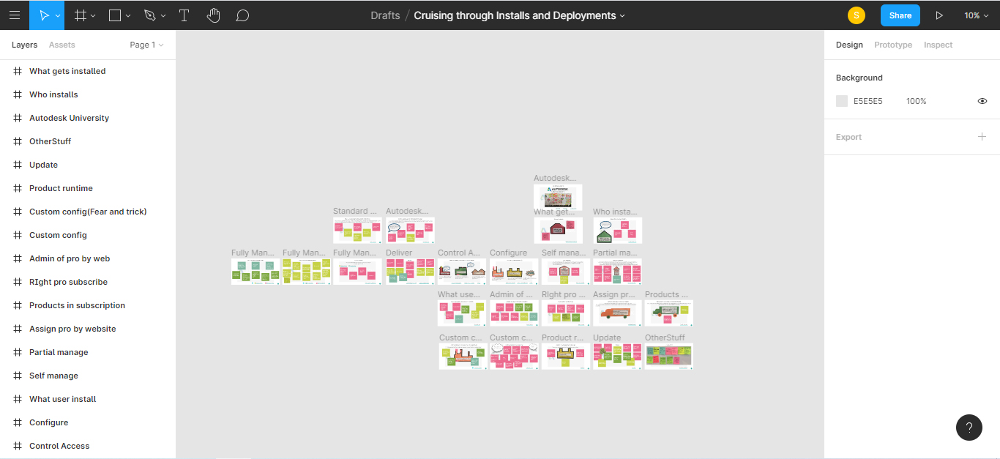 Drafts / Cruising through Installs and Deployments
S
Share
10%
Layers
Assets
Page 1
What gets installed
Who installs
Autodesk University
OtherStuff
Update
Product runtime
Custom config(Fear and trick)
Custom config
Admin of pro by web
RIght pro subscribe
Products in subscription
Assign pro by website
Partial manage
Self manage
What user install
Configure
Control Access
Autodesk...
AUTODESK
What get...
Who insta...
Standard ...
Autodesk...
Fully Man...
Fully Man...
Fully Man...
Deliver
Control A...
Configure
Self mana...
Partial ma...
What use...
Admin of ...
RIght pro ...
Assign pr...
Products ...
Custom c...
Custom c...
Product r...
Update
OtherStuff
Design
Prototype
Inspect
Background
E5E5E5
100%
Export
?